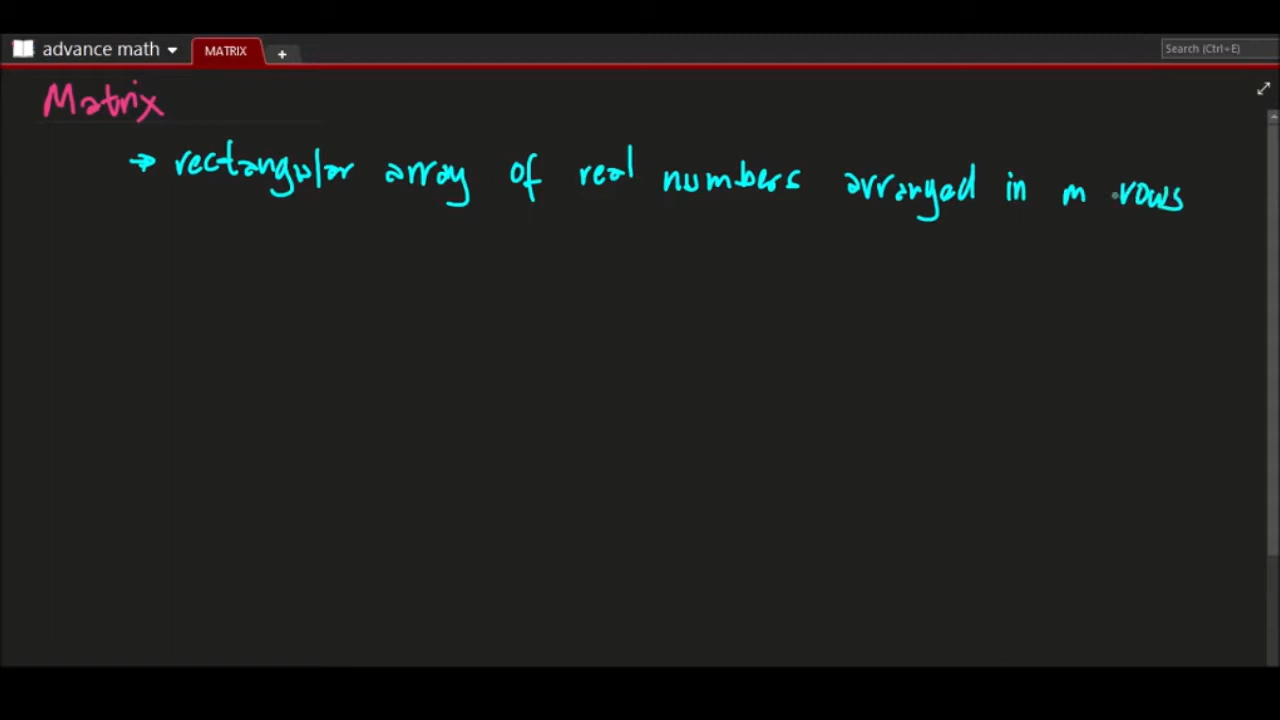 advance math
MATRIX
+
Search (Ctrl+E)
Matrix
→ rectangular array of real numbers arranged in m rows